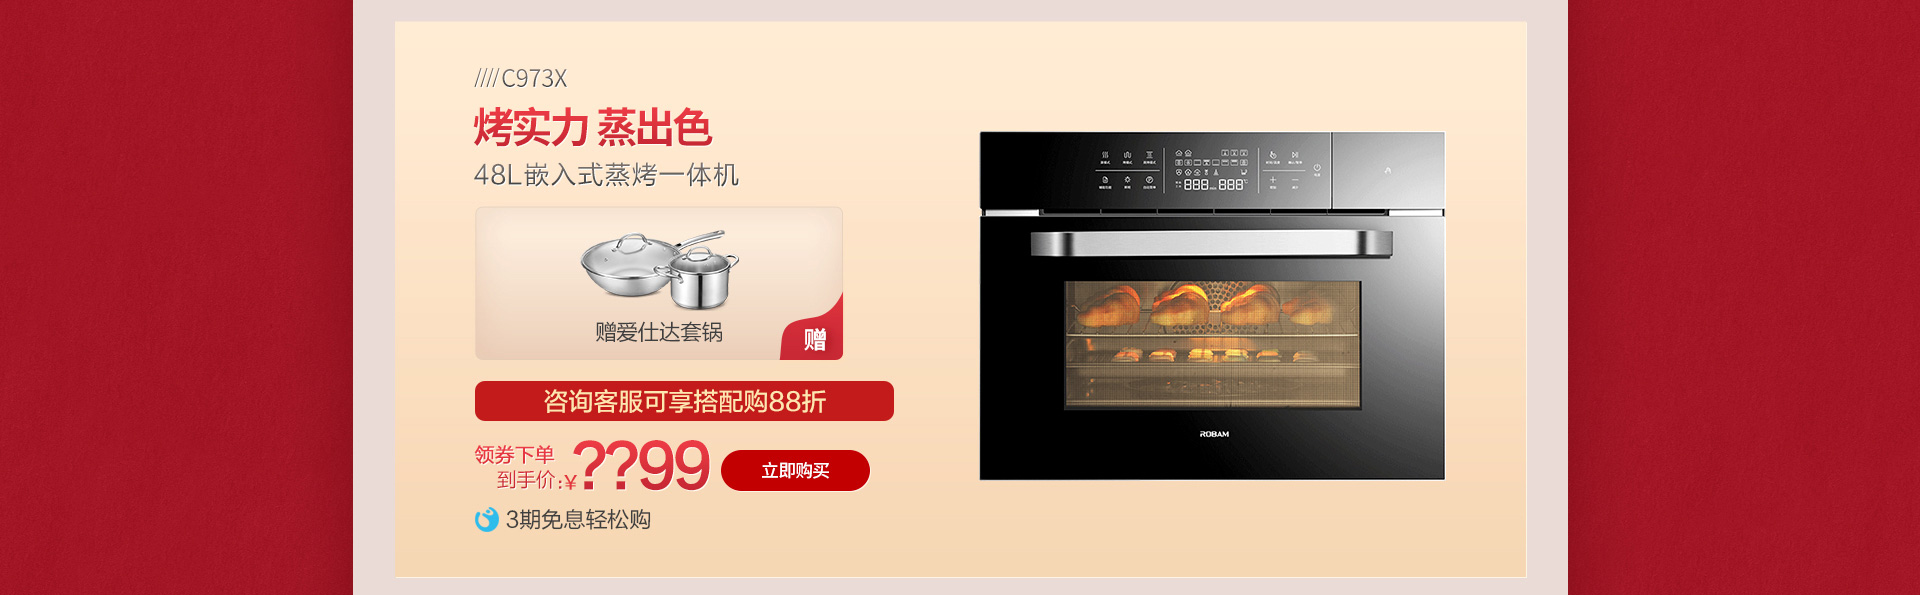 ////C973X
烤实力 蒸出色
48L嵌入式蒸烤一体机
赠爱仕达套锅
赠
咨询客服可享搭配购88折
领券下单
到手价:¥??99
立即购买
3期免息轻松购
888 888
ROBAM